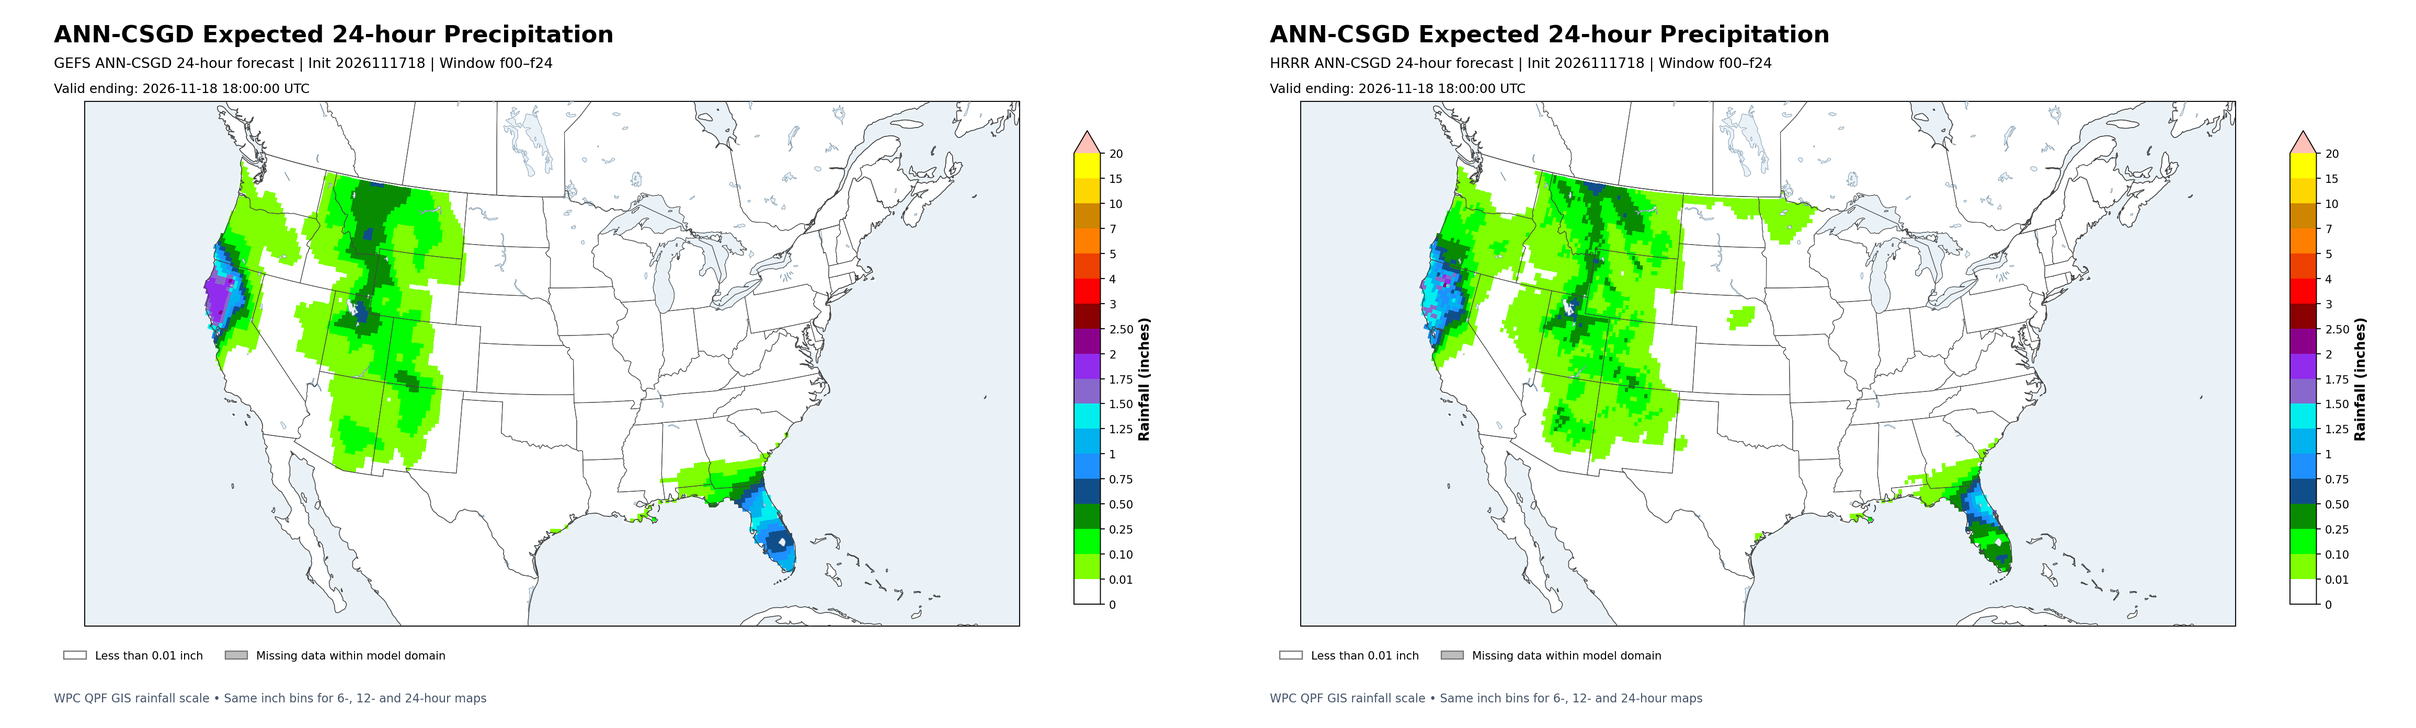 ANN-CSGD Expected 24-hour Precipitation
GEFS ANN-CSGD 24-hour forecast | Init 2026111718 | Window f00–f24
Valid ending: 2026-11-18 18:00:00 UTC
20
15
10
7
5
4
3
2.50
2
1.75
1.50
1.25
1
0.75
0.50
0.25
0.10
0.01
0
Rainfall (inches)
Less than 0.01 inch
Missing data within model domain
WPC QPF GIS rainfall scale • Same inch bins for 6-, 12- and 24-hour maps
ANN-CSGD Expected 24-hour Precipitation
HRRR ANN-CSGD 24-hour forecast | Init 2026111718 | Window f00–f24
Valid ending: 2026-11-18 18:00:00 UTC
20
15
10
7
5
4
3
2.50
2
1.75
1.50
1.25
1
0.75
0.50
0.25
0.10
0.01
0
Rainfall (inches)
Less than 0.01 inch
Missing data within model domain
WPC QPF GIS rainfall scale • Same inch bins for 6-, 12- and 24-hour maps